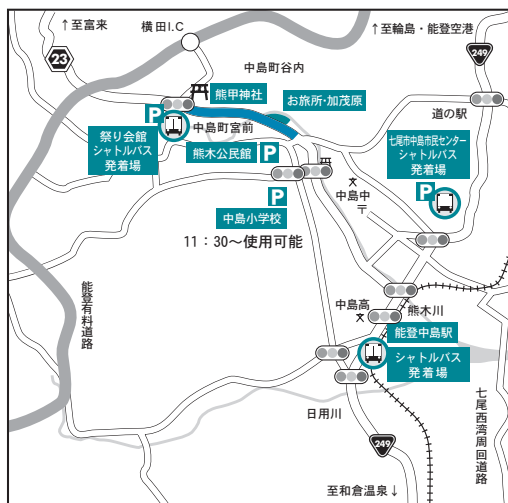 ↑至富来
横田I.C
↑至輪島・能登空港
23
249
中島町谷内
熊甲神社
お旅所・加茂原
道の駅
P
祭り会館
シャトルバス
発着場
中島町宮前
熊木公民館 P
七尾市中島市民センター
シャトルバス
発着場
P
中島中
〒
P
中島小学校
11：30〜使用可能
能登有料道路
中島高
熊木川
能登中島駅
シャトルバス
発着場
日用川
七尾西湾周回道路
249
至和倉温泉↓